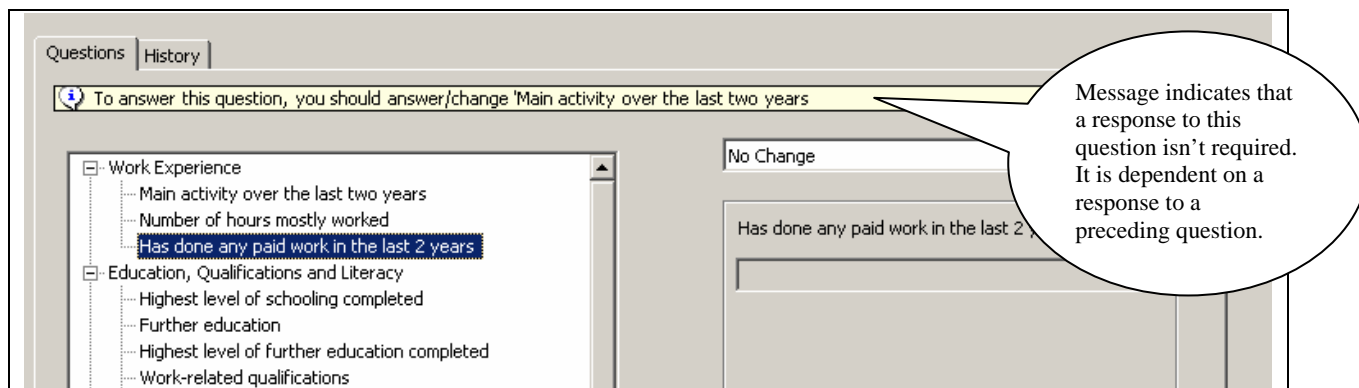 Questions
History
To answer this question, you should answer/change 'Main activity over the last two years
Message indicates that
a response to this
question isn't required.
It is dependent on a
response to a
preceding question.
Work Experience
Main activity over the last two years
Number of hours mostly worked
Has done any paid work in the last 2 years
Education, Qualifications and Literacy
Highest level of schooling completed
Further education
Highest level of further education completed
Work-related qualifications
No Change
Has done any paid work in the last 2